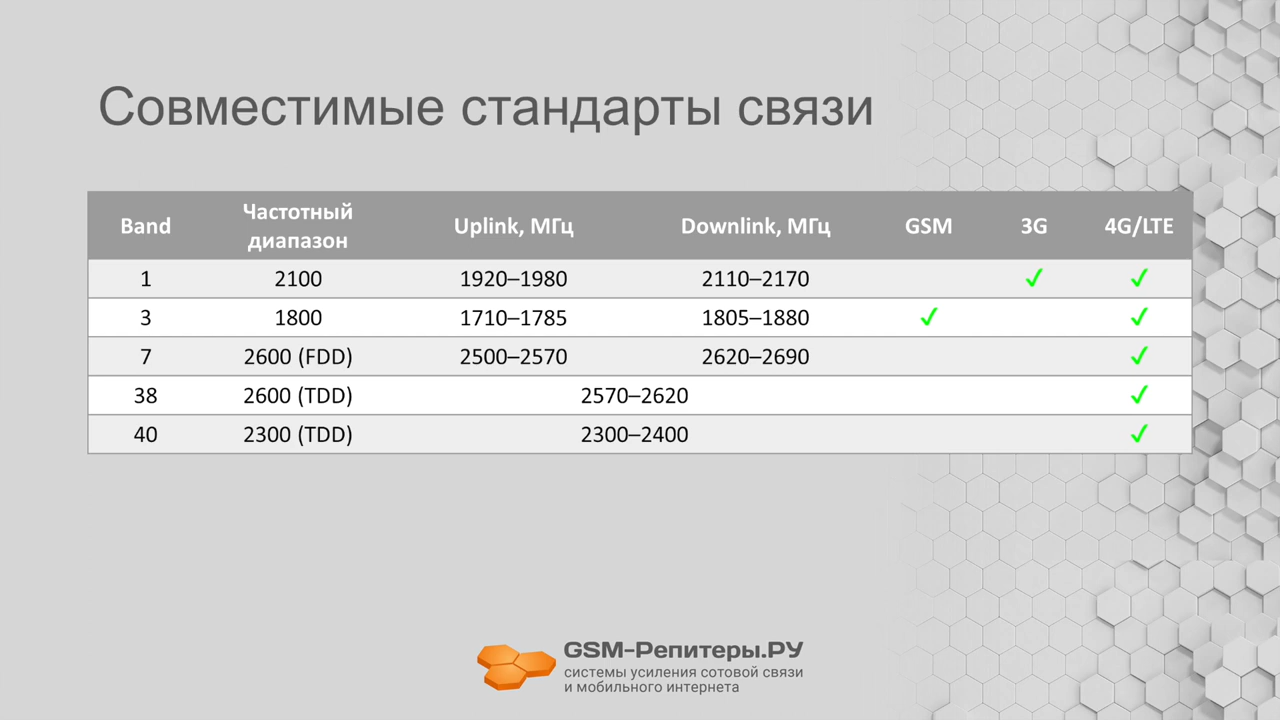 Совместимые стандарты связи
Band Частотный диапазон Uplink, МГц Downlink, МГц GSM 3G 4G/LTE
1 2100 1920–1980 2110–2170 ✓ ✓
3 1800 1710–1785 1805–1880 ✓ ✓
7 2600 (FDD) 2500–2570 2620–2690 ✓
38 2600 (TDD) 2570–2620 ✓
40 2300 (TDD) 2300–2400 ✓
GSM-Репитеры.РУ
системы усиления сотовой связи
и мобильного интернета